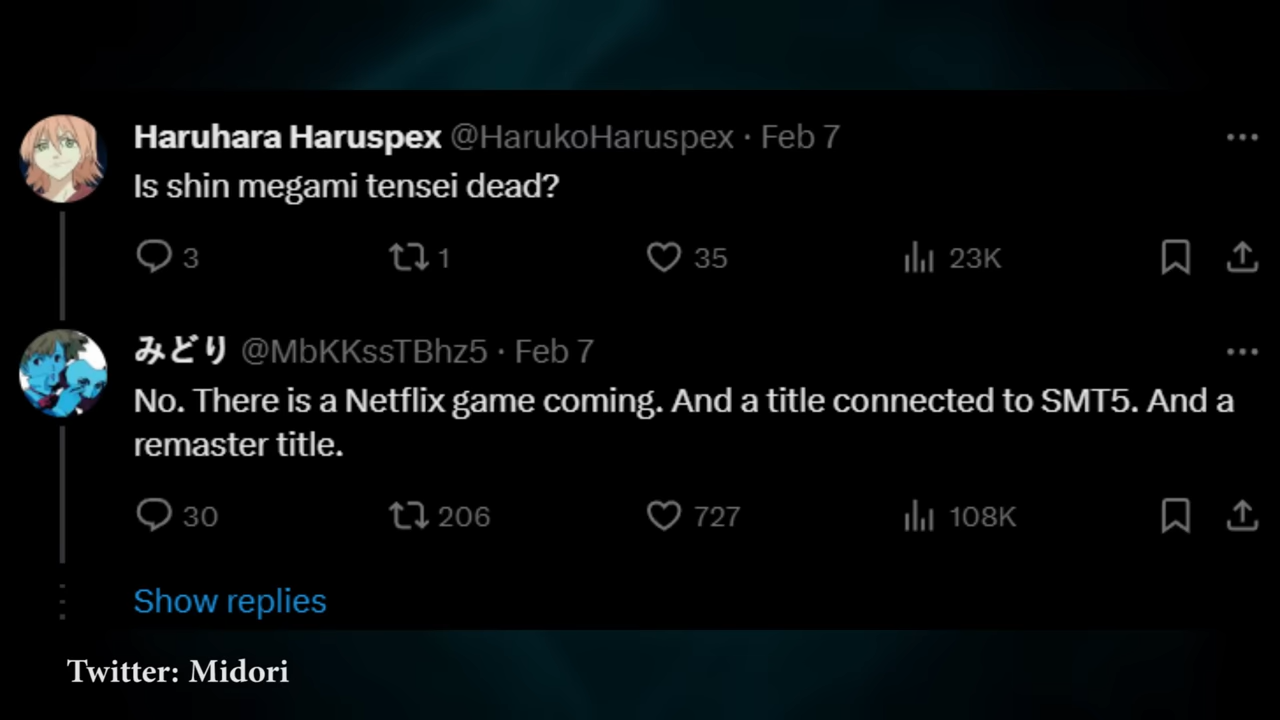 Haruhara Haruspex @HarukoHaruspex · Feb 7
Is shin megami tensei dead?
3 1 35 23K
みどり @MbKKssTBhz5 · Feb 7
No. There is a Netflix game coming. And a title connected to SMT5. And a
remaster title.
30 206 727 108K
Show replies
Twitter: Midori